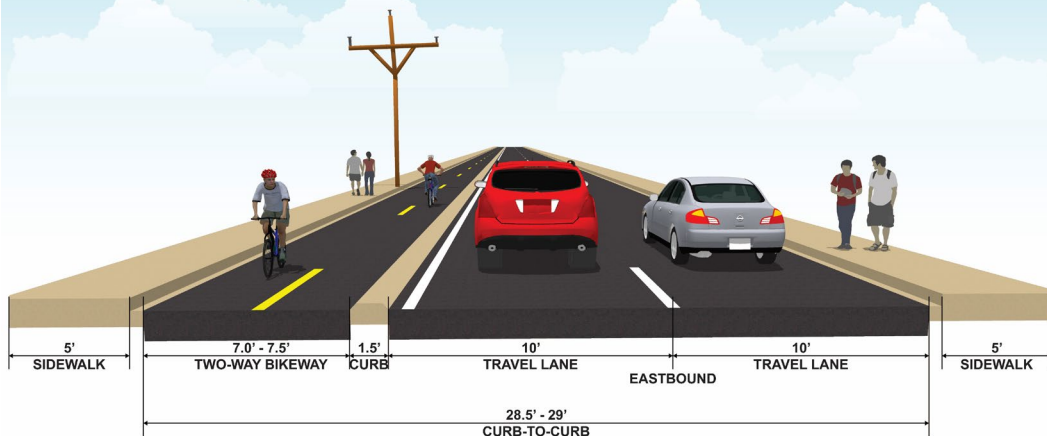 5' 7.0' - 7.5' 1.5' 10' 10' 5'
SIDEWALK TWO-WAY BIKEWAY CURB TRAVEL LANE TRAVEL LANE SIDEWALK
EASTBOUND
28.5' - 29'
CURB-TO-CURB